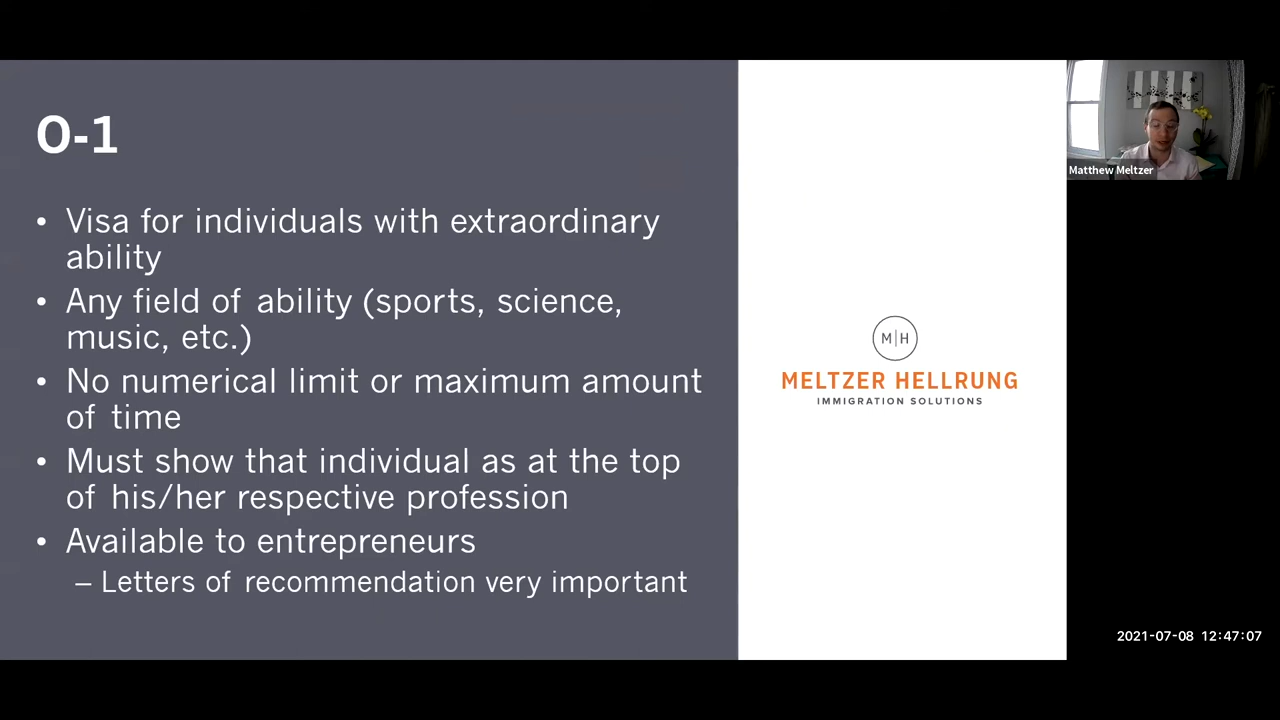 O-1
• Visa for individuals with extraordinary
ability
• Any field of ability (sports, science,
music, etc.)
• No numerical limit or maximum amount
of time
• Must show that individual as at the top
of his/her respective profession
• Available to entrepreneurs
– Letters of recommendation very important
M|H
MELTZER HELLRUNG
IMMIGRATION SOLUTIONS
Matthew Meltzer
2021-07-08 12:47:07